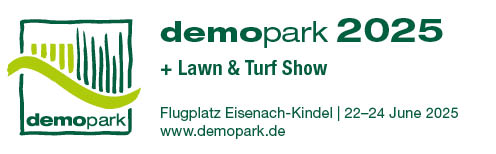 demopark
demopark 2025
+ Lawn & Turf Show
Flugplatz Eisenach-Kindel | 22–24 June 2025
www.demopark.de